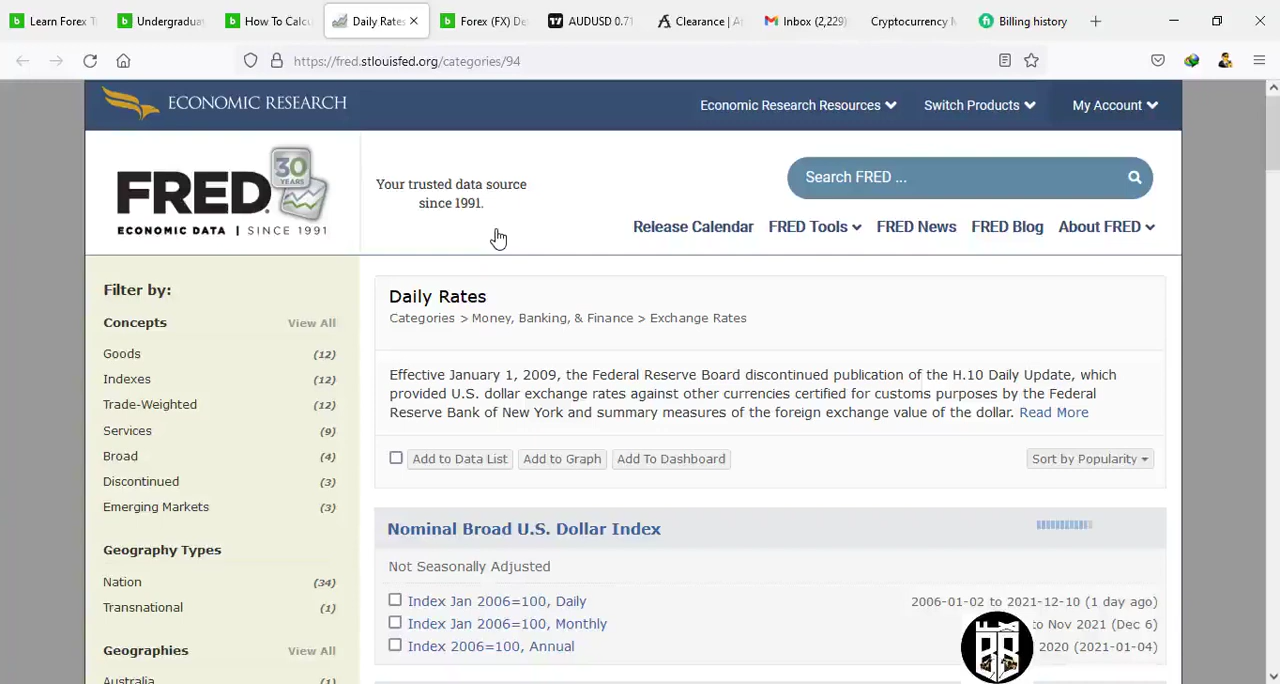 Learn Forex T
Undergradua
How To Calcu
Daily Rates
Forex (FX) De
AUDUSD 0.71
Clearance | A
Inbox (2,229)
Cryptocurrency N
Billing history
https://fred.stlouisfed.org/categories/94
ECONOMIC RESEARCH
Economic Research Resources
Switch Products
My Account
FRED
30
YEARS
ECONOMIC DATA | SINCE 1991
Your trusted data source
since 1991.
Search FRED ...
Release Calendar
FRED Tools
FRED News
FRED Blog
About FRED
Filter by:
Concepts View All
Goods (12)
Indexes (12)
Trade-Weighted (12)
Services (9)
Broad (4)
Discontinued (3)
Emerging Markets (3)
Geography Types
Nation (34)
Transnational (1)
Geographies View All
Australia (1)
Daily Rates
Categories > Money, Banking, & Finance > Exchange Rates
Effective January 1, 2009, the Federal Reserve Board discontinued publication of the H.10 Daily Update, which
provided U.S. dollar exchange rates against other currencies certified for customs purposes by the Federal
Reserve Bank of New York and summary measures of the foreign exchange value of the dollar. Read More
Add to Data List
Add to Graph
Add To Dashboard
Sort by Popularity
Nominal Broad U.S. Dollar Index
Not Seasonally Adjusted
Index Jan 2006=100, Daily 2006-01-02 to 2021-12-10 (1 day ago)
Index Jan 2006=100, Monthly to Nov 2021 (Dec 6)
Index 2006=100, Annual 2020 (2021-01-04)